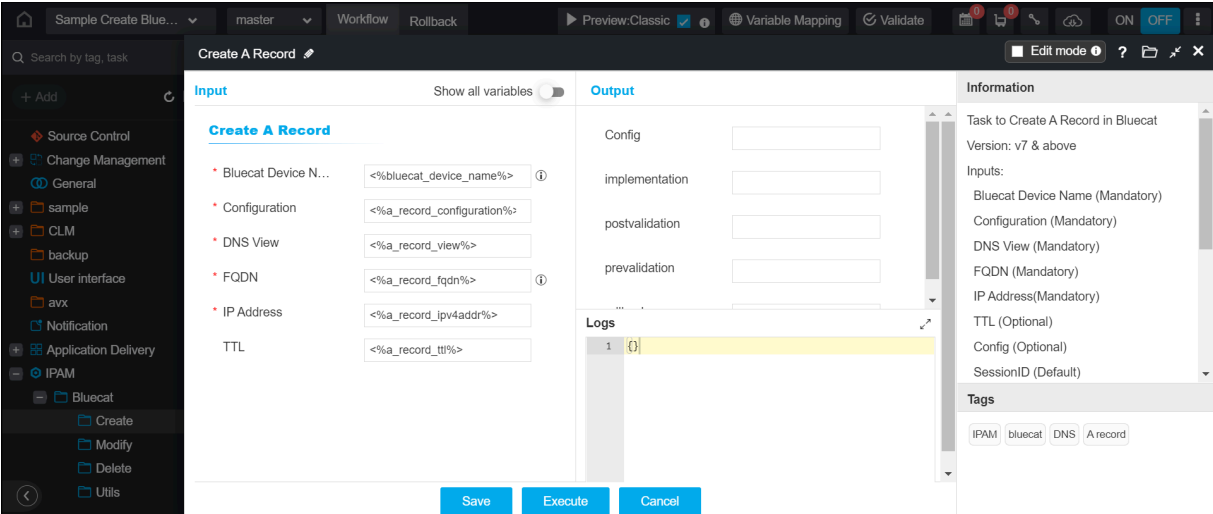 Sample Create Blue...
master
Workflow
Rollback
Preview:Classic
Variable Mapping
Validate
0
0
ON
OFF
Search by tag, task
+ Add
Source Control
Change Management
General
sample
CLM
backup
UI User interface
avx
Notification
Application Delivery
IPAM
Bluecat
Create
Modify
Delete
Utils
Create A Record
Edit mode
?
Input
Show all variables
Create A Record
* Bluecat Device N...
<%bluecat_device_name%>
* Configuration
<%a_record_configuration%>
* DNS View
<%a_record_view%>
* FQDN
<%a_record_fqdn%>
* IP Address
<%a_record_ipv4addr%>
TTL
<%a_record_ttl%>
Output
Config
implementation
postvalidation
prevalidation
Logs
1 {}
Information
Task to Create A Record in Bluecat
Version: v7 & above
Inputs:
Bluecat Device Name (Mandatory)
Configuration (Mandatory)
DNS View (Mandatory)
FQDN (Mandatory)
IP Address(Mandatory)
TTL (Optional)
Config (Optional)
SessionID (Default)
Tags
IPAM
bluecat
DNS
A record
Save
Execute
Cancel